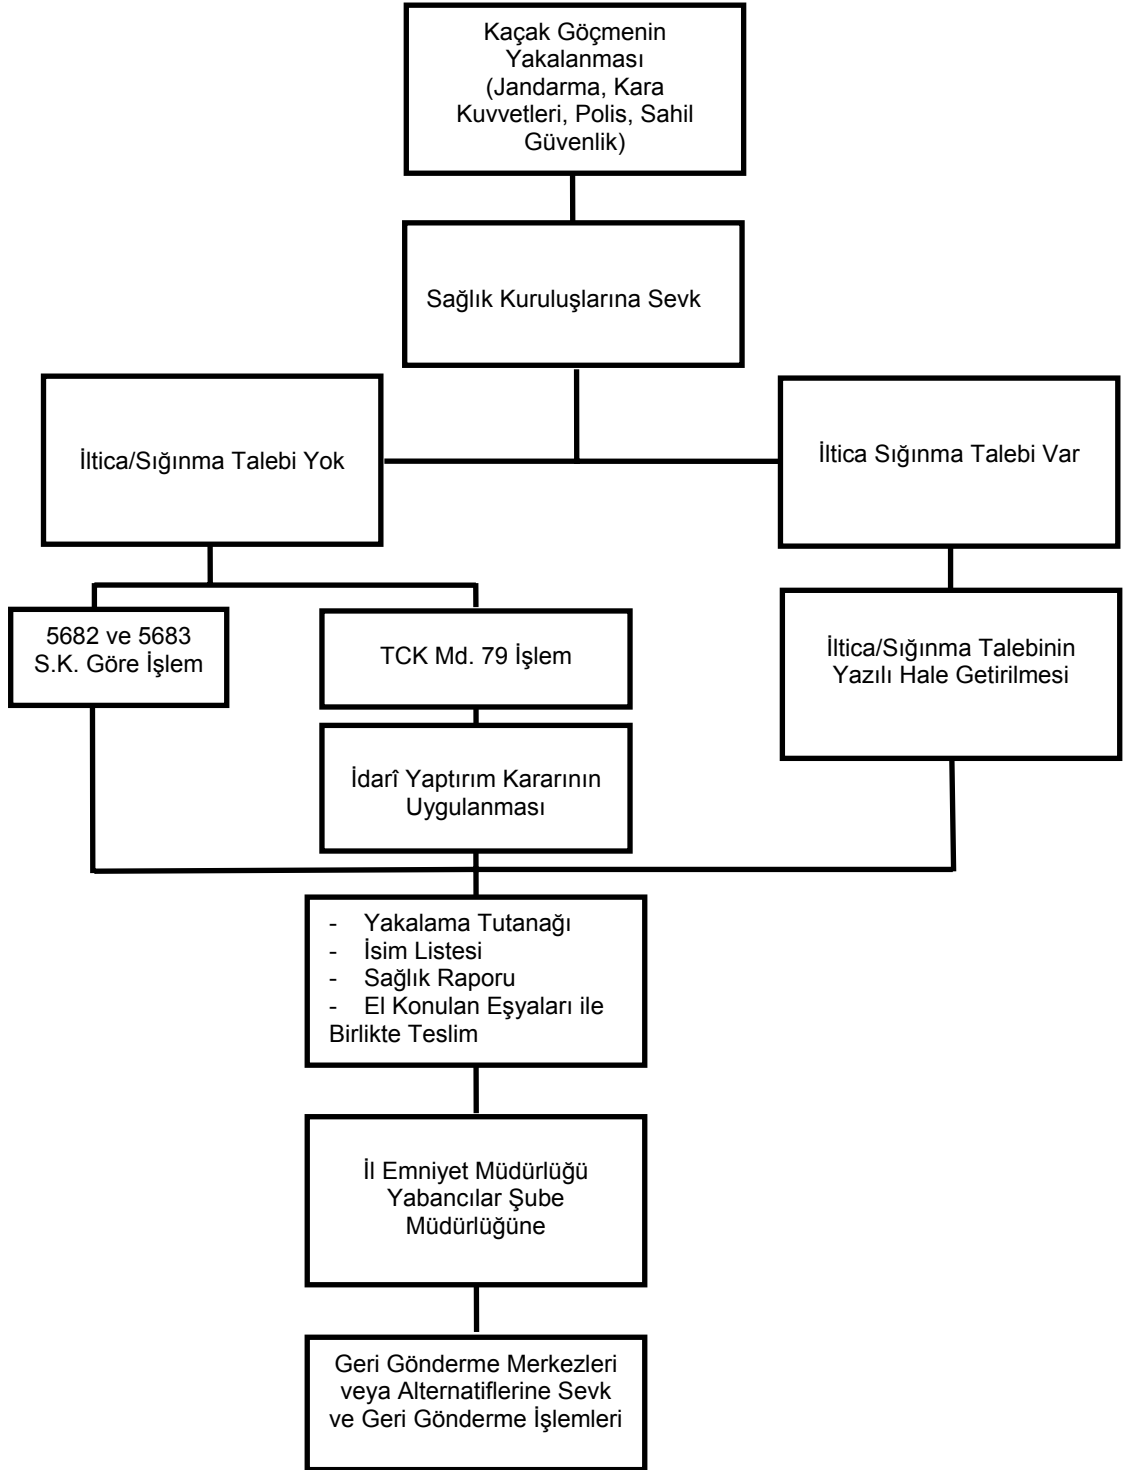 Kaçak Göçmenin
Yakalanması
(Jandarma, Kara
Kuvvetleri, Polis, Sahil
Güvenlik)
Sağlık Kuruluşlarına Sevk
İltica/Sığınma Talebi Yok
İltica Sığınma Talebi Var
5682 ve 5683
S.K. Göre İşlem
TCK Md. 79 İşlem
İltica/Sığınma Talebinin
Yazılı Hale Getirilmesi
İdarî Yaptırım Kararının
Uygulanması
- Yakalama Tutanağı
- İsim Listesi
- Sağlık Raporu
- El Konulan Eşyaları ile
Birlikte Teslim
İl Emniyet Müdürlüğü
Yabancılar Şube
Müdürlüğüne
Geri Gönderme Merkezleri
veya Alternatiflerine Sevk
ve Geri Gönderme İşlemleri